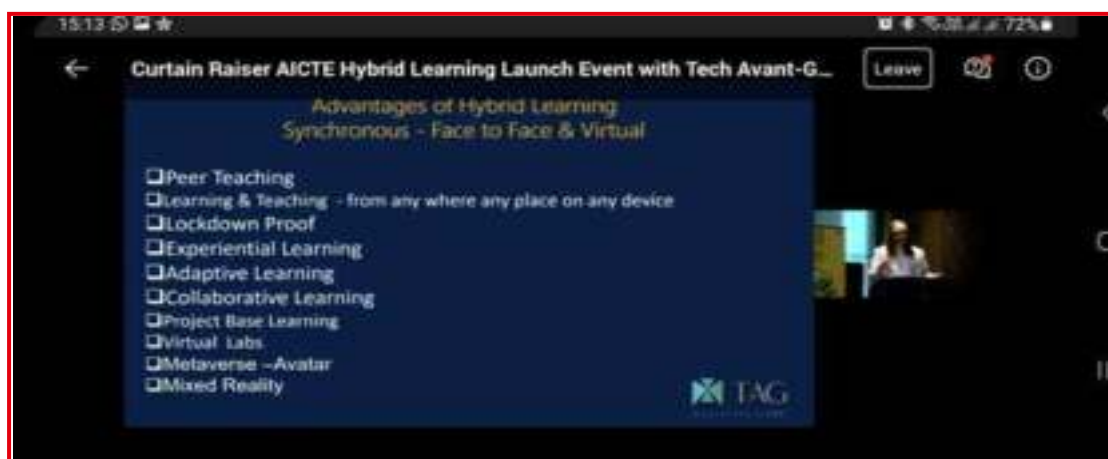 15:13
72%
Curtain Raiser AICTE Hybrid Learning Launch Event with Tech Avant-G...
Leave
Advantages of Hybrid Learning
Synchronous - Face to Face & Virtual
❑Peer Teaching
❑Learning & Teaching - from any where any place on any device
❑Lockdown Proof
❑Experiential Learning
❑Adaptive Learning
❑Collaborative Learning
❑Project Base Learning
❑Virtual Labs
❑Metaverse –Avatar
❑Mixed Reality
TAG